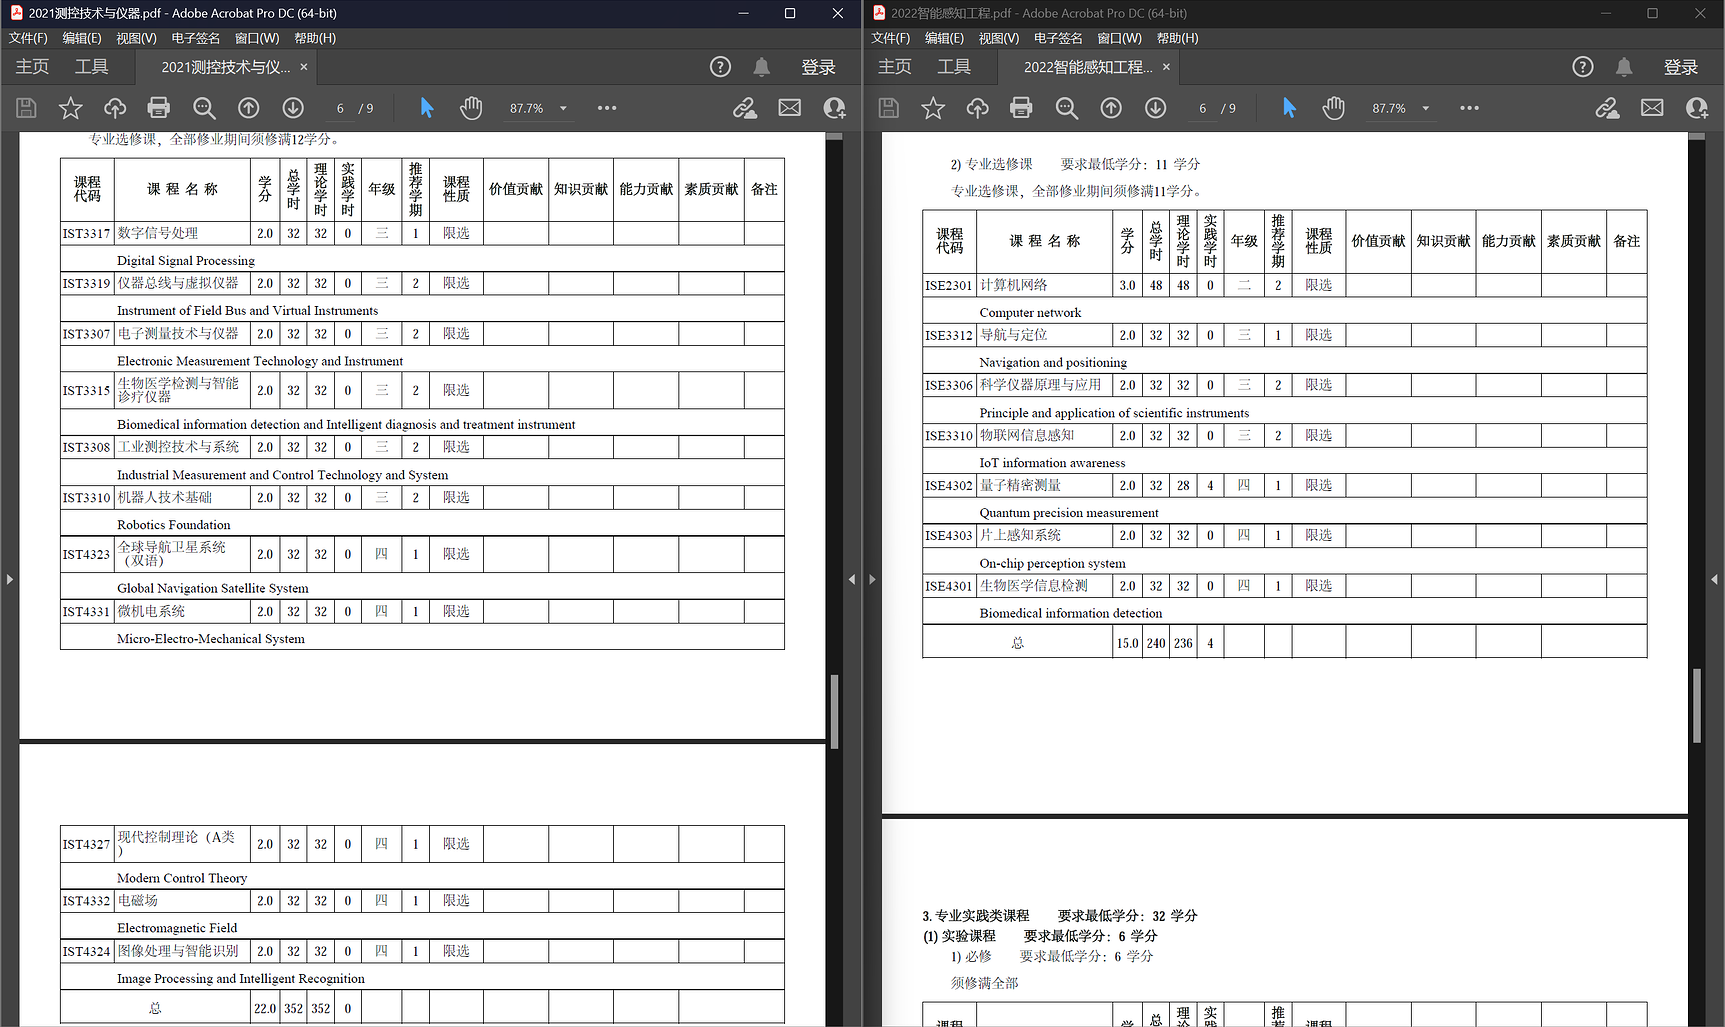 2021测控技术与仪器.pdf - Adobe Acrobat Pro DC (64-bit)
文件(F) 编辑(E) 视图(V) 电子签名 窗口(W) 帮助(H)
主页 工具 2021测控技术与仪... × 登录
6 / 9 87.7%
专业选修课，全部修业期间须修满12学分。
课程代码 课 程 名 称 学分 总学时 理论学时 实践学时 年级 推荐学期 课程性质 价值贡献 知识贡献 能力贡献 素质贡献 备注
IST3317 数字信号处理 2.0 32 32 0 三 1 限选
Digital Signal Processing
IST3319 仪器总线与虚拟仪器 2.0 32 32 0 三 2 限选
Instrument of Field Bus and Virtual Instruments
IST3307 电子测量技术与仪器 2.0 32 32 0 三 2 限选
Electronic Measurement Technology and Instrument
IST3315 生物医学检测与智能诊疗仪器 2.0 32 32 0 三 2 限选
Biomedical information detection and Intelligent diagnosis and treatment instrument
IST3308 工业测控技术与系统 2.0 32 32 0 三 2 限选
Industrial Measurement and Control Technology and System
IST3310 机器人技术基础 2.0 32 32 0 三 2 限选
Robotics Foundation
IST4323 全球导航卫星系统（双语） 2.0 32 32 0 四 1 限选
Global Navigation Satellite System
IST4331 微机电系统 2.0 32 32 0 四 1 限选
Micro-Electro-Mechanical System
IST4327 现代控制理论（A类） 2.0 32 32 0 四 1 限选
Modern Control Theory
IST4332 电磁场 2.0 32 32 0 四 1 限选
Electromagnetic Field
IST4324 图像处理与智能识别 2.0 32 32 0 四 1 限选
Image Processing and Intelligent Recognition
总 22.0 352 352 0
2022智能感知工程.pdf - Adobe Acrobat Pro DC (64-bit)
文件(F) 编辑(E) 视图(V) 电子签名 窗口(W) 帮助(H)
主页 工具 2022智能感知工程... × 登录
6 / 9 87.7%
2) 专业选修课 要求最低学分：11 学分
专业选修课，全部修业期间须修满11学分。
课程代码 课 程 名 称 学分 总学时 理论学时 实践学时 年级 推荐学期 课程性质 价值贡献 知识贡献 能力贡献 素质贡献 备注
ISE2301 计算机网络 3.0 48 48 0 二 2 限选
Computer network
ISE3312 导航与定位 2.0 32 32 0 三 1 限选
Navigation and positioning
ISE3306 科学仪器原理与应用 2.0 32 32 0 三 2 限选
Principle and application of scientific instruments
ISE3310 物联网信息感知 2.0 32 32 0 三 2 限选
IoT information awareness
ISE4302 量子精密测量 2.0 32 28 4 四 1 限选
Quantum precision measurement
ISE4303 片上感知系统 2.0 32 32 0 四 1 限选
On-chip perception system
ISE4301 生物医学信息检测 2.0 32 32 0 四 1 限选
Biomedical information detection
总 15.0 240 236 4
3. 专业实践类课程 要求最低学分：32 学分
(1) 实验课程 要求最低学分：6 学分
1) 必修 要求最低学分：6 学分
须修满全部
课程 学 总 理论 实践 推荐 课程